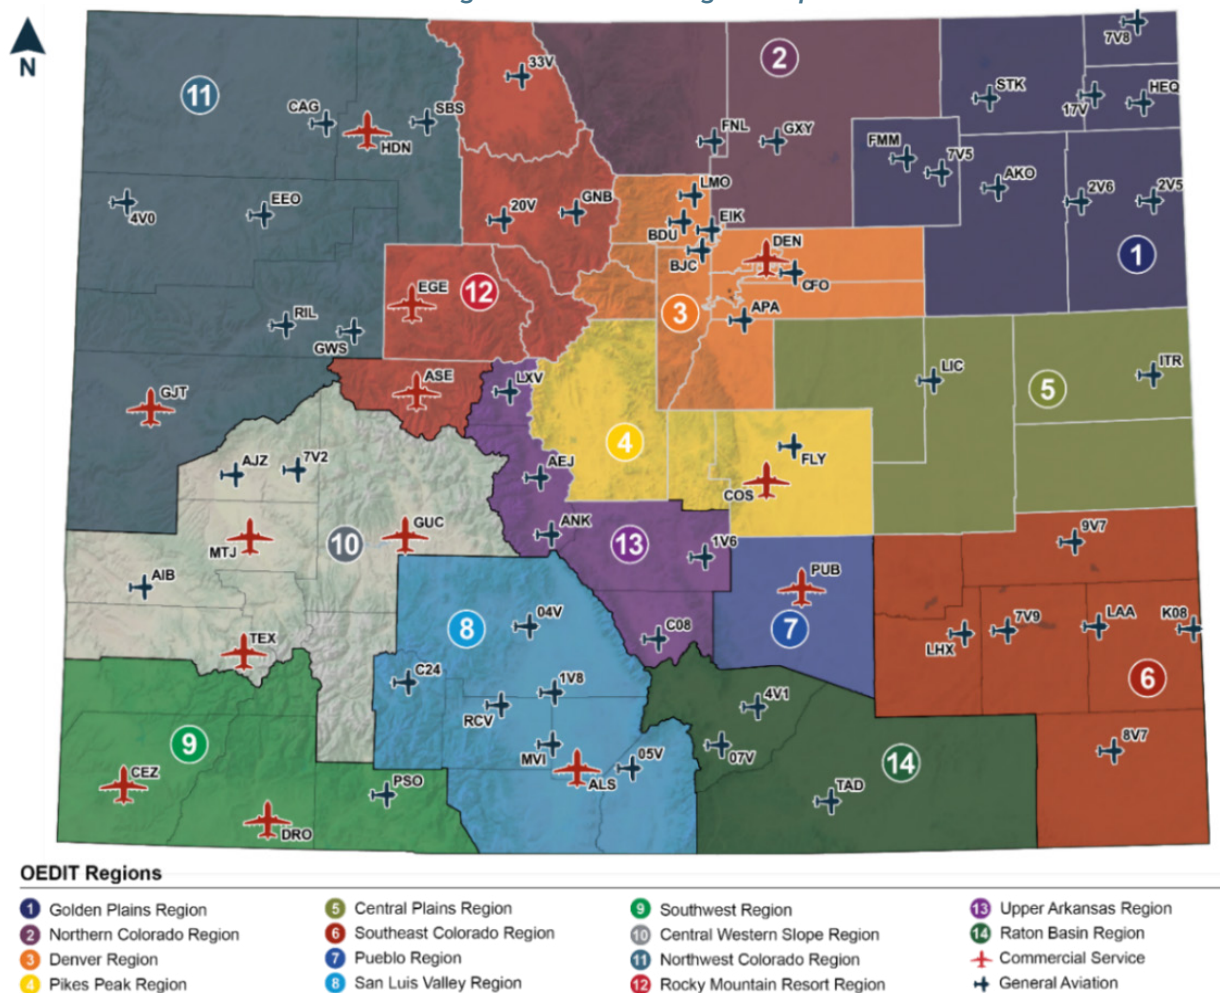 N
7V8
2
33V
STK
HEQ
17V
11
CAG
SBS
HDN
FNL
GXY
FMM
7V5
AKO
2V6
2V5
LMO
GNB
20V
EEO
4V0
BDU
EIK
BJC
DEN
CFO
1
EGE
12
RIL
GWS
3
APA
GJT
ASE
LXV
LIC
5
ITR
4
AJZ
7V2
AEJ
FLY
COS
GUC
ANK
MTJ
10
13
1V6
9V7
AIB
PUB
04V
8
7
C08
7V9
LAA
K08
LHX
TEX
C24
1V8
RCV
4V1
6
9
MVI
ALS
05V
07V
8V7
14
CEZ
PSO
TAD
DRO
OEDIT Regions
1 Golden Plains Region
2 Northern Colorado Region
3 Denver Region
4 Pikes Peak Region
5 Central Plains Region
6 Southeast Colorado Region
7 Pueblo Region
8 San Luis Valley Region
9 Southwest Region
10 Central Western Slope Region
11 Northwest Colorado Region
12 Rocky Mountain Resort Region
13 Upper Arkansas Region
14 Raton Basin Region
Commercial Service
General Aviation